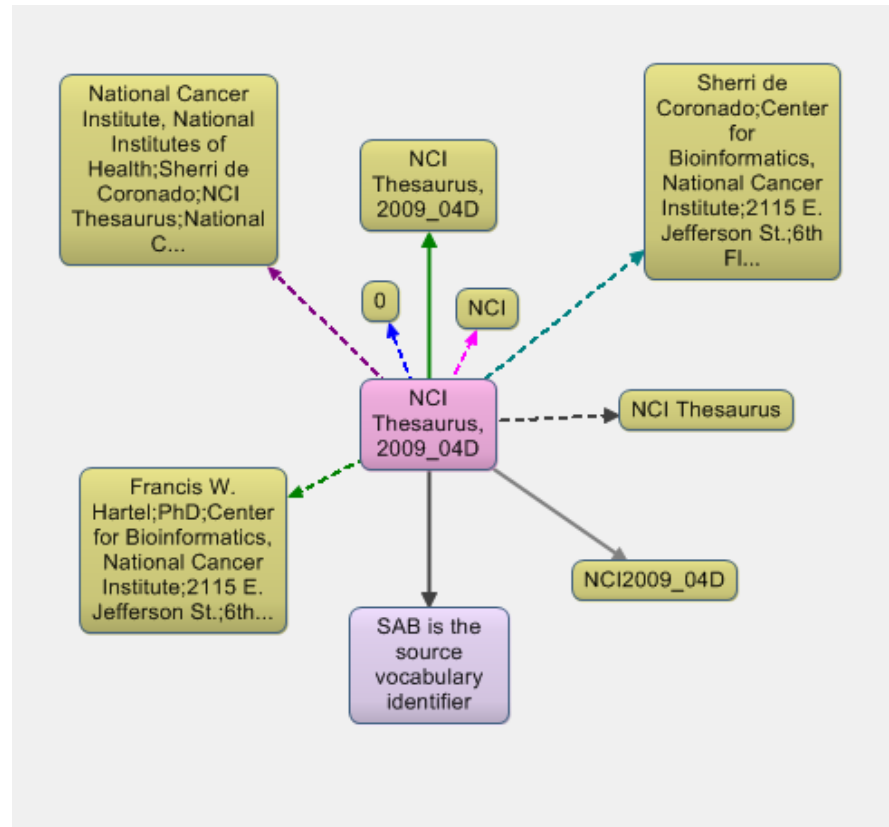 National Cancer
Institute, National
Institutes of
Health;Sherri de
Coronado;NCI
Thesaurus;National
C...
NCI
Thesaurus,
2009_04D
Sherri de
Coronado;Center
for
Bioinformatics,
National Cancer
Institute;2115 E.
Jefferson St.;6th
Fl...
0
NCI
NCI
Thesaurus,
2009_04D
NCI Thesaurus
Francis W.
Hartel;PhD;Center
for Bioinformatics,
National Cancer
Institute;2115 E.
Jefferson St.;6th...
NCI2009_04D
SAB is the
source
vocabulary
identifier